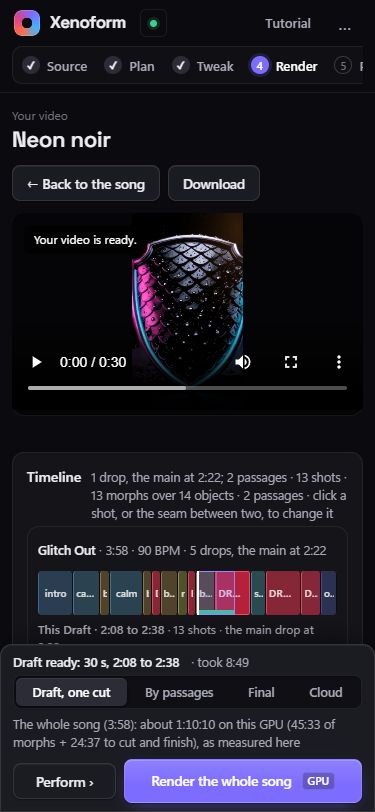 Xenoform
Tutorial
...
Source
Plan
Tweak
4 Render
5
Your video
Neon noir
← Back to the song
Download
Your video is ready.
0:00 / 0:30
Timeline
1 drop, the main at 2:22; 2 passages · 13 shots ·
13 morphs over 14 objects · 2 passages · click a
shot, or the seam between two, to change it
Glitch Out · 3:58 · 90 BPM · 5 drops, the main at 2:22
intro ca... calm b... DR... s... DR... D... o...
This Draft · 2:08 to 2:38 · 13 shots · the main drop at
Draft ready: 30 s, 2:08 to 2:38 · took 8:49
Draft, one cut
By passages
Final
Cloud
The whole song (3:58): about 1:10:10 on this GPU (45:33 of
morphs + 24:37 to cut and finish), as measured here
Perform ›
Render the whole song GPU